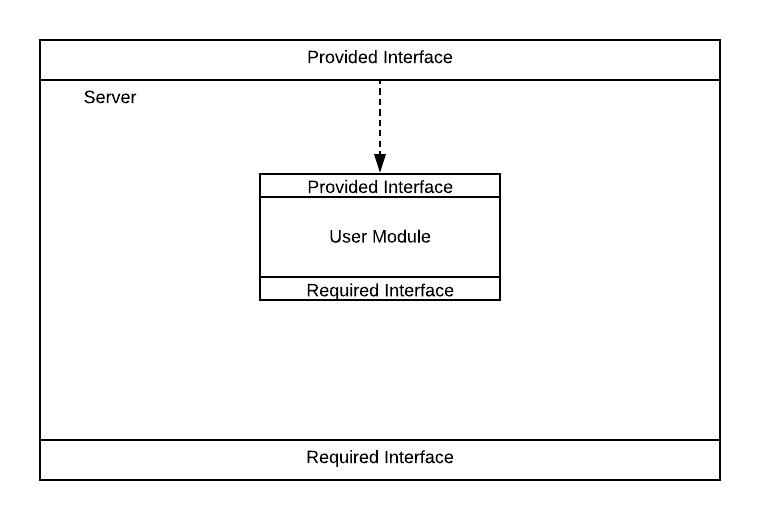 Provided Interface
Server
Provided Interface
User Module
Required Interface
Required Interface